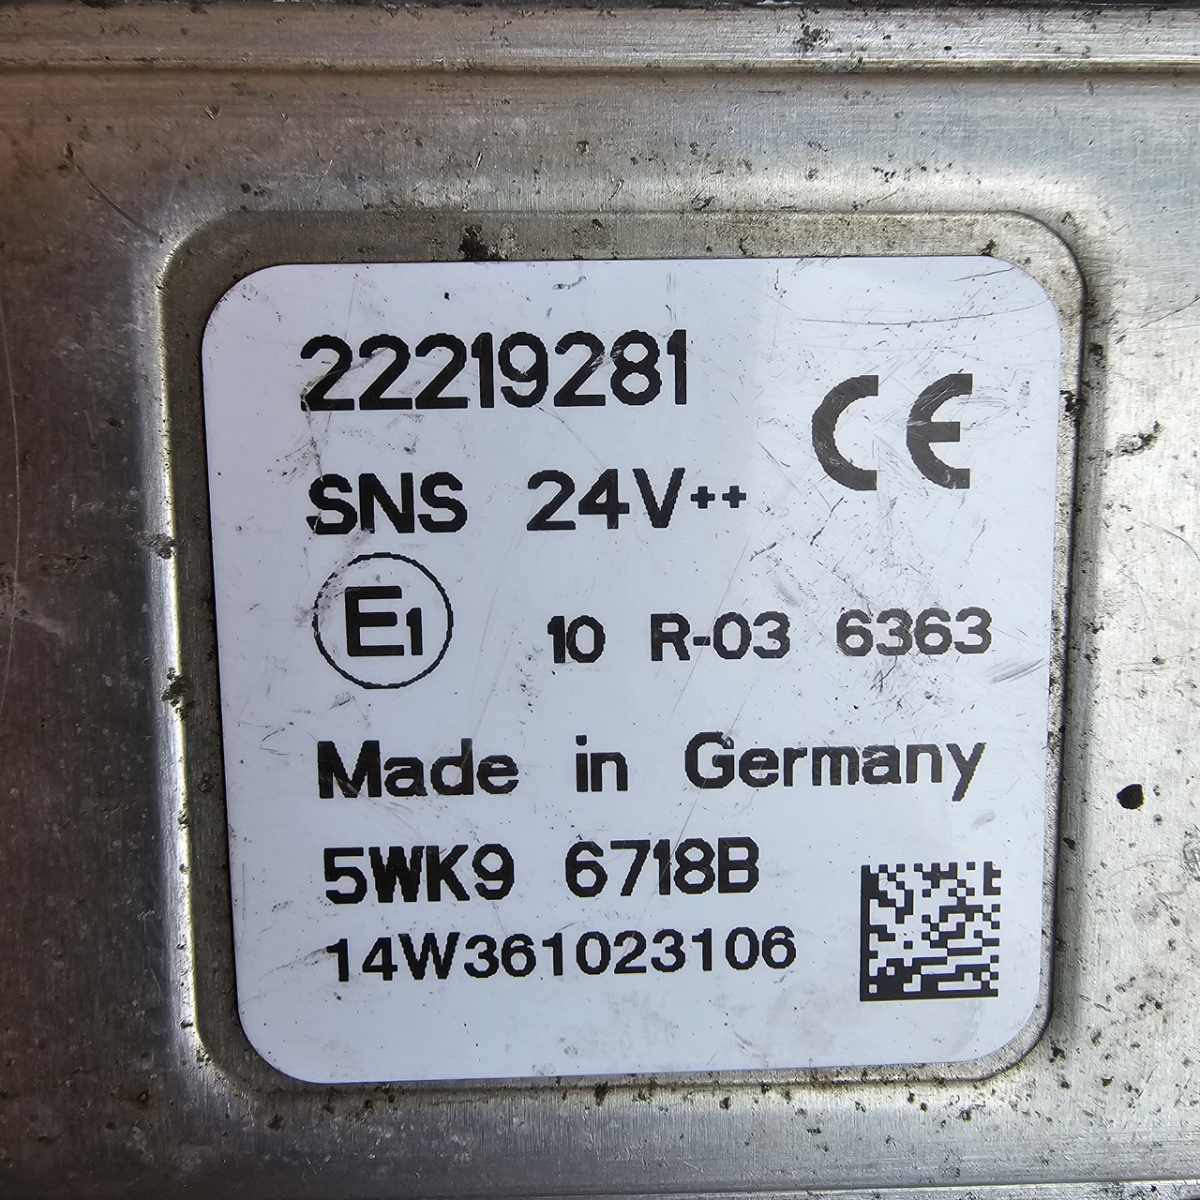 22219281
CE
SNS 24V++
E1 10 R-03 6363
Made in Germany
5WK9 6718B
14W361023106